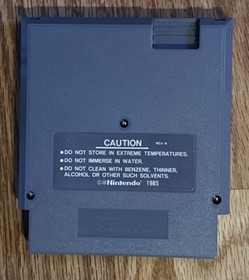 CAUTION REV-A
• DO NOT STORE IN EXTREME TEMPERATURES.
• DO NOT IMMERSE IN WATER.
• DO NOT CLEAN WITH BENZENE, THINNER,
ALCOHOL OR OTHER SUCH SOLVENTS.
©®Nintendo® 1985